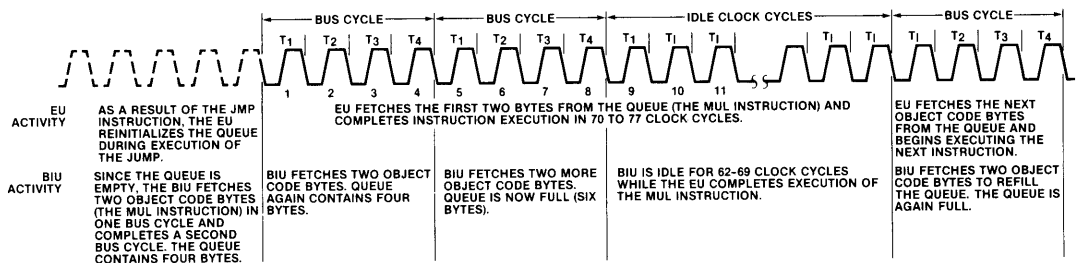 BUS CYCLE BUS CYCLE IDLE CLOCK CYCLES BUS CYCLE
T1 T2 T3 T4 T1 T2 T3 T4 T1 TI TI TI TI T1 T2 T3 T4
1 2 3 4 5 6 7 8 9 10 11
EU
ACTIVITY
AS A RESULT OF THE JMP
INSTRUCTION, THE EU
REINITIALIZES THE QUEUE
DURING EXECUTION OF
THE JUMP.
EU FETCHES THE FIRST TWO BYTES FROM THE QUEUE (THE MUL INSTRUCTION) AND
COMPLETES INSTRUCTION EXECUTION IN 70 TO 77 CLOCK CYCLES.
EU FETCHES THE NEXT
OBJECT CODE BYTES
FROM THE QUEUE AND
BEGINS EXECUTING THE
NEXT INSTRUCTION.
BIU
ACTIVITY
SINCE THE QUEUE IS
EMPTY, THE BIU FETCHES
TWO OBJECT CODE BYTES
(THE MUL INSTRUCTION) IN
ONE BUS CYCLE AND
COMPLETES A SECOND
BUS CYCLE. THE QUEUE
CONTAINS FOUR BYTES.
BIU FETCHES TWO OBJECT
CODE BYTES. QUEUE
AGAIN CONTAINS FOUR
BYTES.
BIU FETCHES TWO MORE
OBJECT CODE BYTES.
QUEUE IS NOW FULL (SIX
BYTES).
BIU IS IDLE FOR 62-69 CLOCK CYCLES
WHILE THE EU COMPLETES EXECUTION OF
THE MUL INSTRUCTION.
BIU FETCHES TWO OBJECT
CODE BYTES TO REFILL
THE QUEUE. THE QUEUE IS
AGAIN FULL.